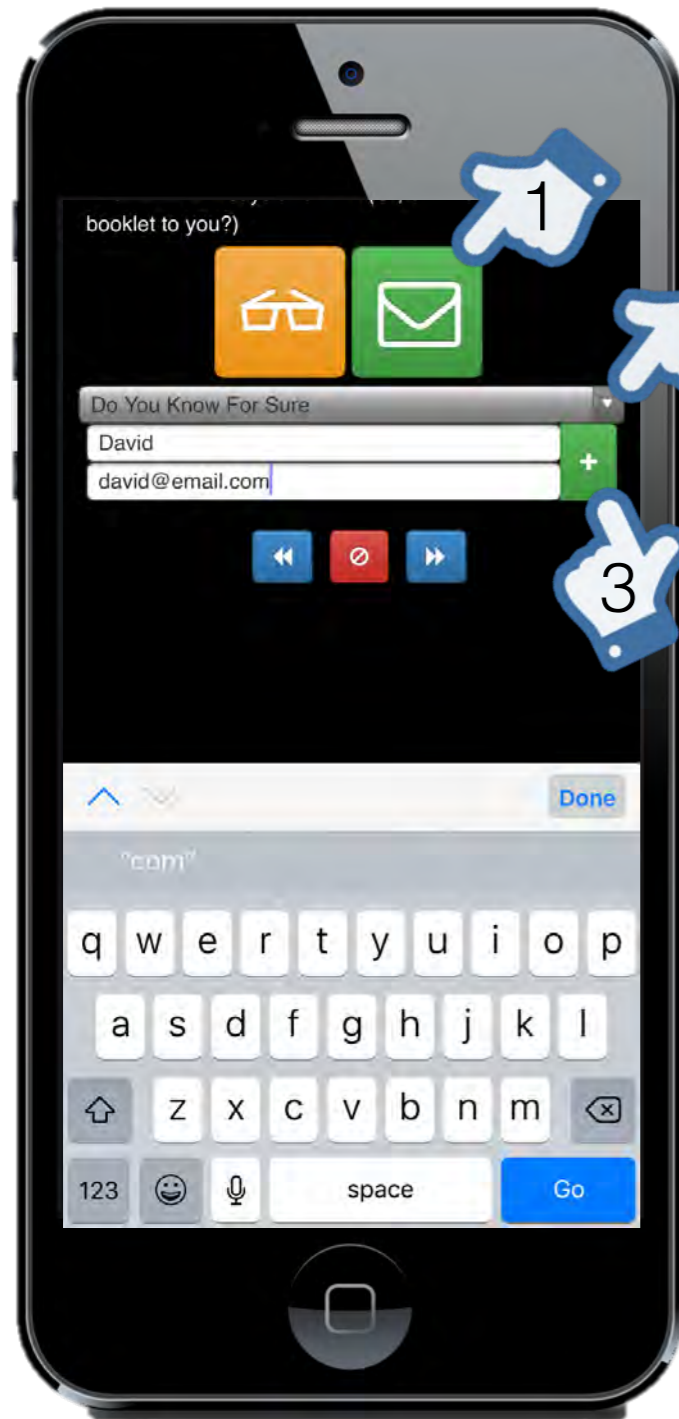 booklet to you?)
1
Do You Know For Sure
David
david@email.com
+
3
Done
"com"
q w e r t y u i o p
a s d f g h j k l
z x c v b n m
123 space Go